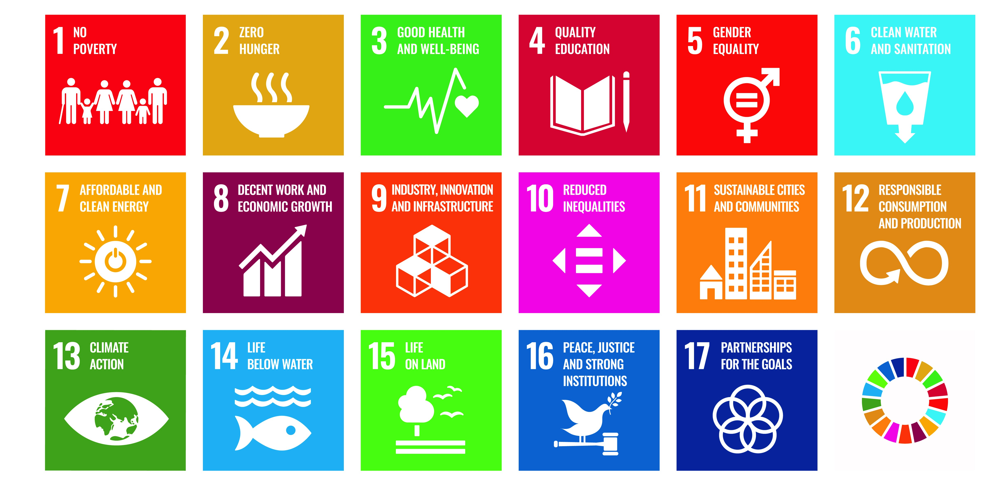 1 NO
POVERTY
2 ZERO
HUNGER
3 GOOD HEALTH
AND WELL-BEING
4 QUALITY
EDUCATION
5 GENDER
EQUALITY
6 CLEAN WATER
AND SANITATION
7 AFFORDABLE AND
CLEAN ENERGY
8 DECENT WORK AND
ECONOMIC GROWTH
9 INDUSTRY, INNOVATION
AND INFRASTRUCTURE
10 REDUCED
INEQUALITIES
11 SUSTAINABLE CITIES
AND COMMUNITIES
12 RESPONSIBLE
CONSUMPTION
AND PRODUCTION
13 CLIMATE
ACTION
14 LIFE
BELOW WATER
15 LIFE
ON LAND
16 PEACE, JUSTICE
AND STRONG
INSTITUTIONS
17 PARTNERSHIPS
FOR THE GOALS